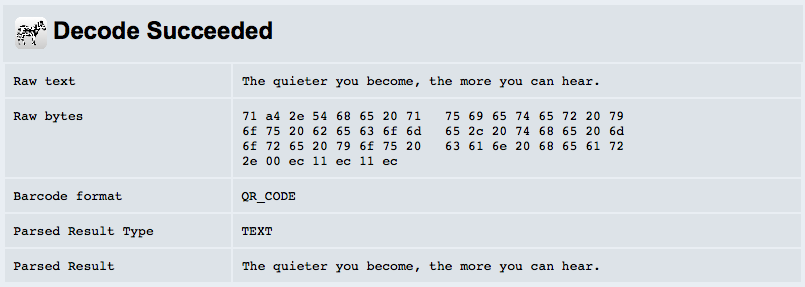 Decode Succeeded
Raw text The quieter you become, the more you can hear.
Raw bytes 71 a4 2e 54 68 65 20 71 75 69 65 74 65 72 20 79
6f 75 20 62 65 63 6f 6d 65 2c 20 74 68 65 20 6d
6f 72 65 20 79 6f 75 20 63 61 6e 20 68 65 61 72
2e 00 ec 11 ec 11 ec
Barcode format QR_CODE
Parsed Result Type TEXT
Parsed Result The quieter you become, the more you can hear.